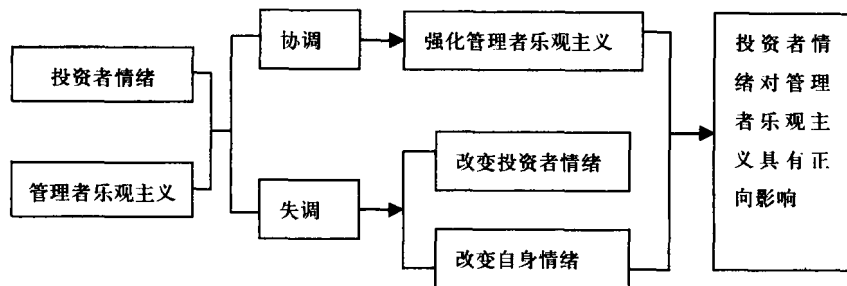 投资者情绪
管理者乐观主义
协调
失调
强化管理者乐观主义
改变投资者情绪
改变自身情绪
投资者情
绪对管理
者乐观主
义具有正
向影响